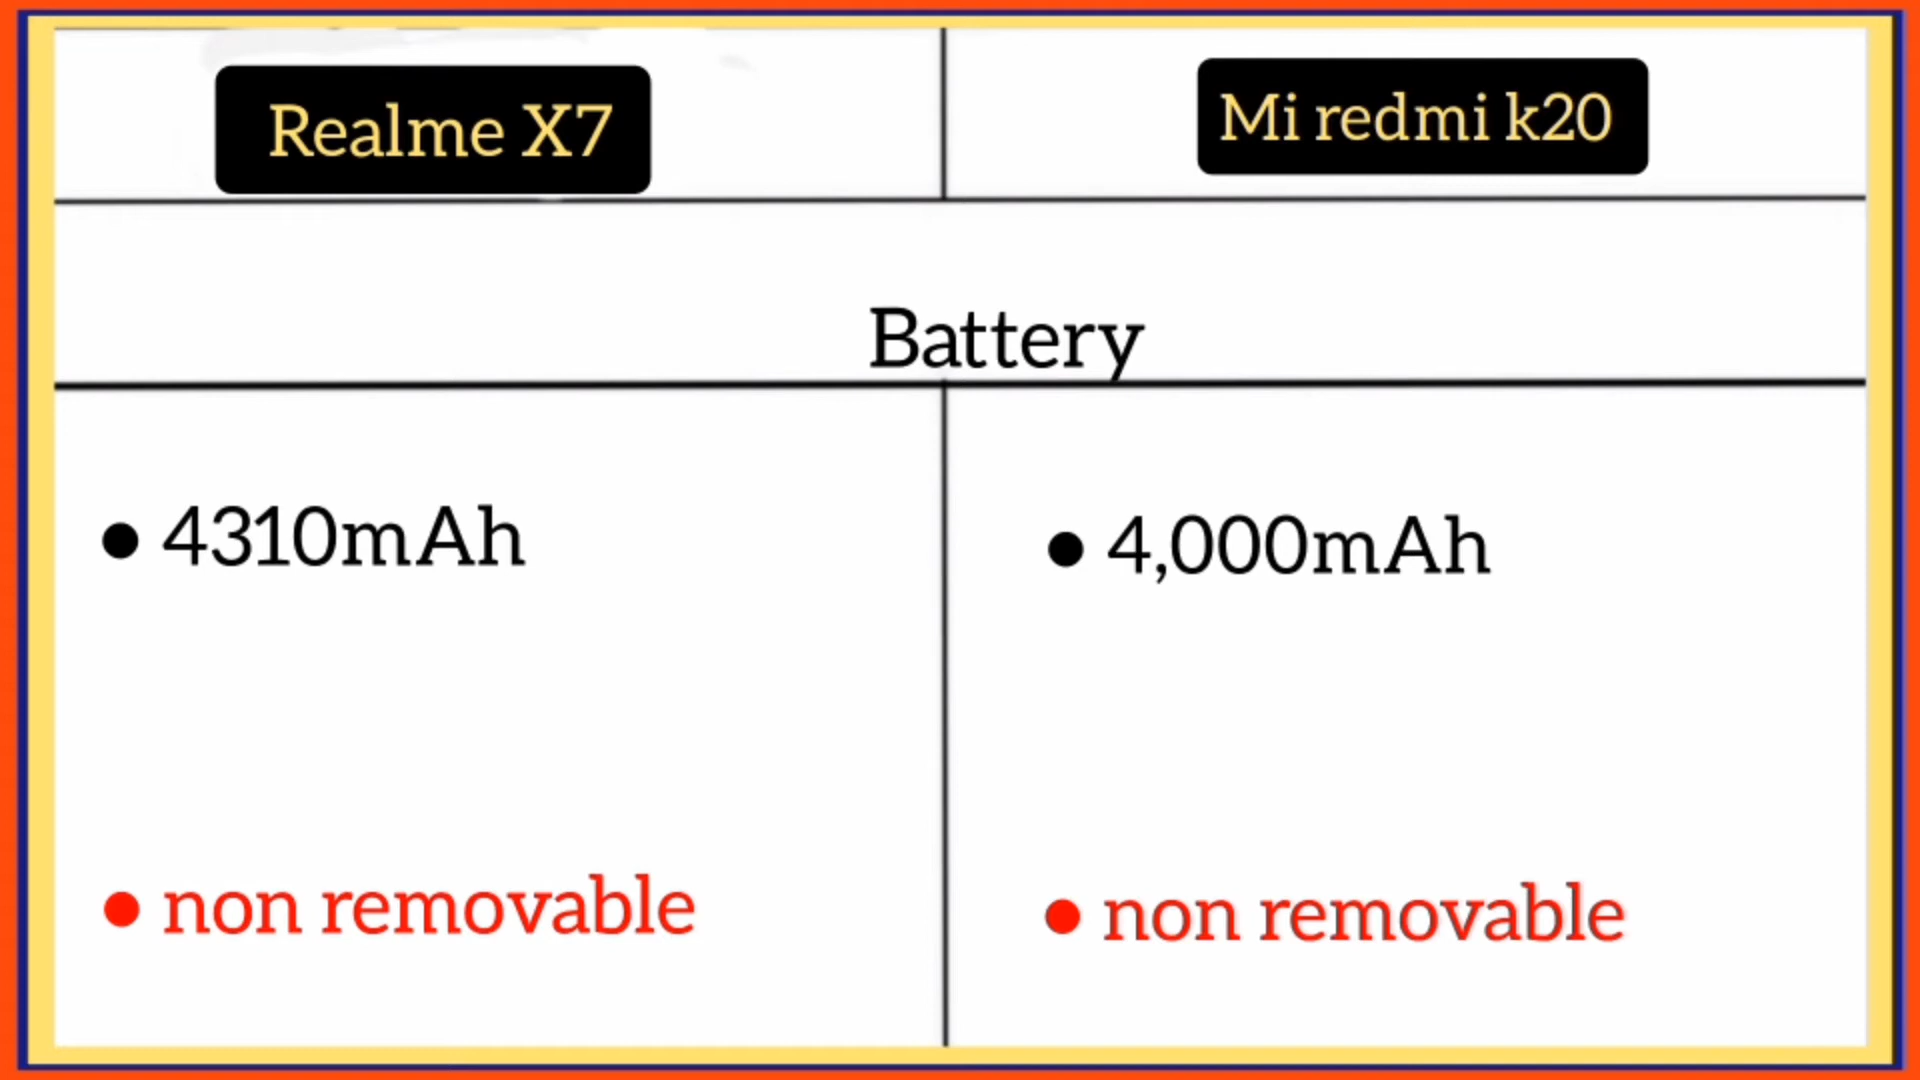 Realme X7
Mi redmi k20
Battery
• 4310mAh
• 4,000mAh
• non removable
• non removable